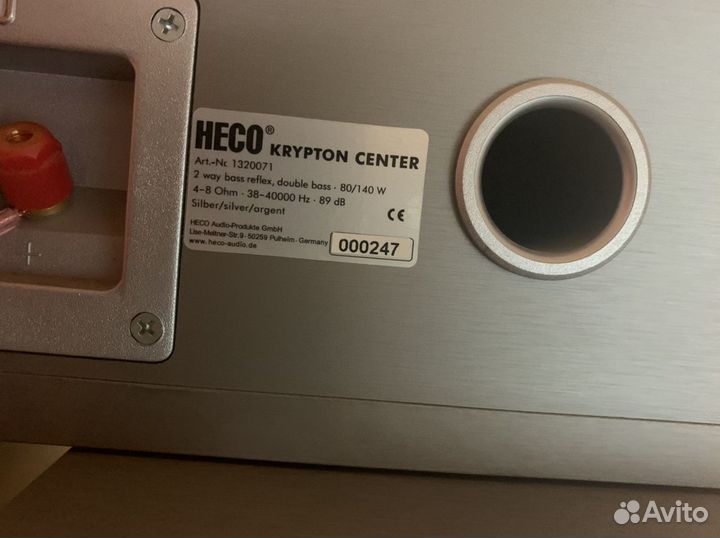 HECO® KRYPTON CENTER
Art.-Nr. 1320071
2 way bass reflex, double bass · 80/140 W
4-8 Ohm · 38-40000 Hz · 89 dB
Silber/silver/argent
CE
HECO Audio-Produkte GmbH
Lise-Meitner-Str.9 · 50259 Pulheim · Germany
www.heco-audio.de
000247
+
Avito